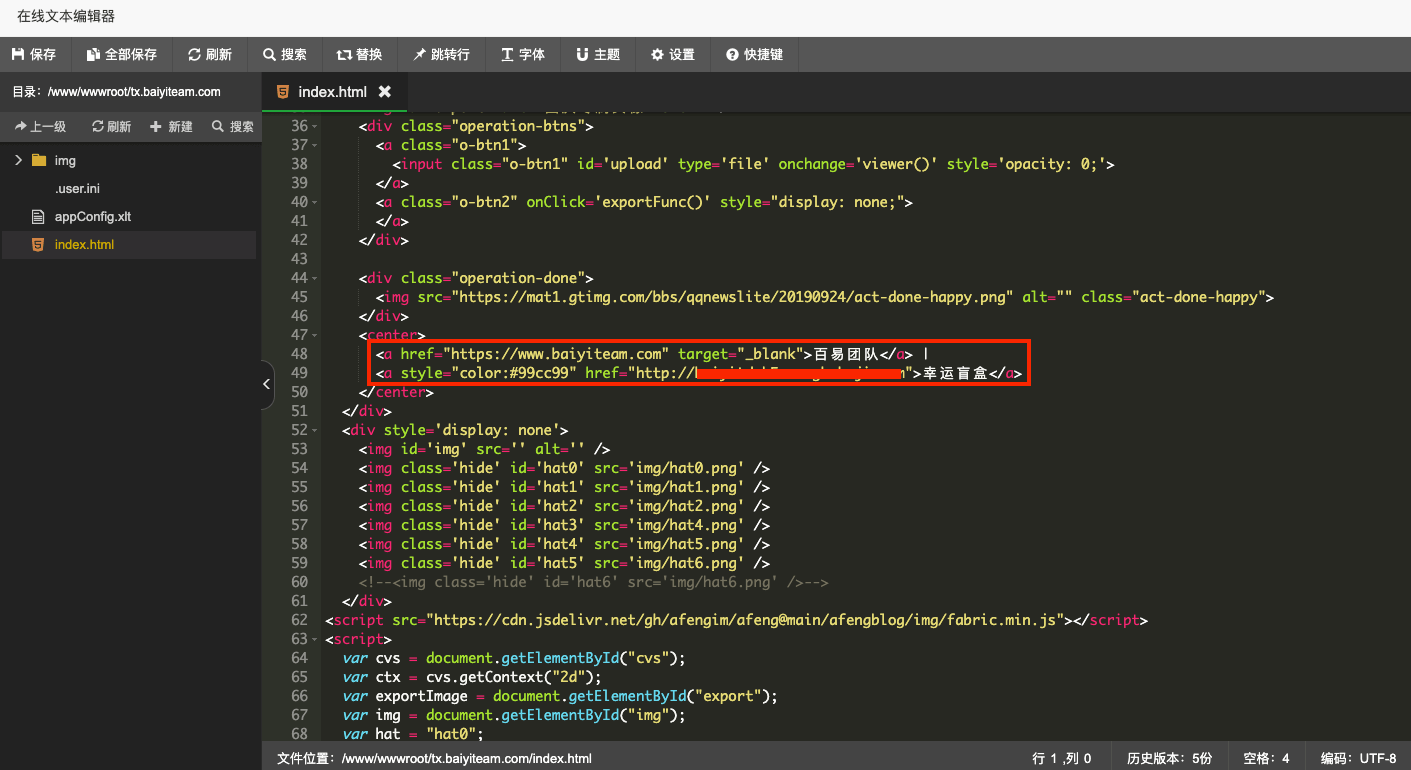 在线文本编辑器
保存 全部保存 刷新 搜索 替换 跳转行 字体 主题 设置 快捷键
目录：/www/wwwroot/tx.baiyiteam.com
index.html
上一级 刷新 新建 搜索
img
.user.ini
appConfig.xlt
index.html
36 <div class="operation-btns">
37 <a class="o-btn1">
38 <input class="o-btn1" id='upload' type='file' onchange='viewer()' style='opacity: 0;'>
39 </a>
40 <a class="o-btn2" onClick='exportFunc()' style="display: none;">
41 </a>
42 </div>
43
44 <div class="operation-done">
45 <img src="https://mat1.gtimg.com/bbs/qqnewslite/20190924/act-done-happy.png" alt="" class="act-done-happy">
46 </div>
47 <center>
48 <a href="https://www.baiyiteam.com" target="_blank">百易团队</a> |
49 <a style="color:#99cc99" href="http:// ">幸运盲盒</a>
50 </center>
51 </div>
52 <div style='display: none'>
53 <img id='img' src='' alt='' />
54 <img class='hide' id='hat0' src='img/hat0.png' />
55 <img class='hide' id='hat1' src='img/hat1.png' />
56 <img class='hide' id='hat2' src='img/hat2.png' />
57 <img class='hide' id='hat3' src='img/hat4.png' />
58 <img class='hide' id='hat4' src='img/hat5.png' />
59 <img class='hide' id='hat5' src='img/hat6.png' />
60 <!--<img class='hide' id='hat6' src='img/hat6.png' />-->
61 </div>
62 <script src="https://cdn.jsdelivr.net/gh/afengim/afeng@main/afengblog/img/fabric.min.js"></script>
63 <script>
64 var cvs = document.getElementById("cvs");
65 var ctx = cvs.getContext("2d");
66 var exportImage = document.getElementById("export");
67 var img = document.getElementById("img");
68 var hat = "hat0";
文件位置：/www/wwwroot/tx.baiyiteam.com/index.html 行 1 ,列 0 历史版本：5份 空格：4 编码：UTF-8